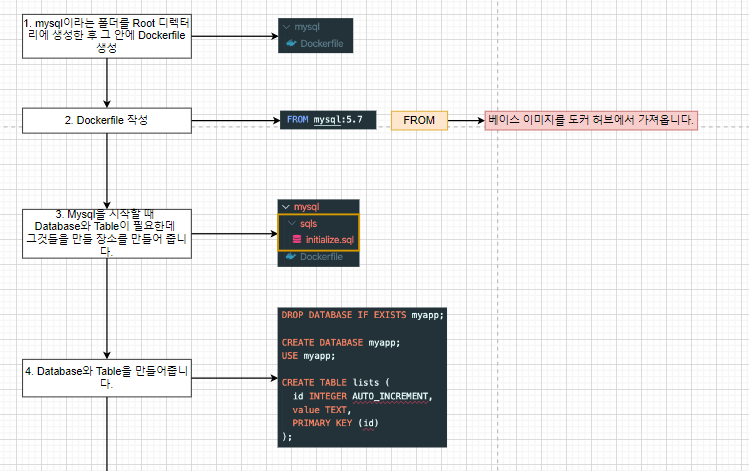 1. mysql이라는 폴더를 Root 디렉터
리에 생성한 후 그 안에 Dockerfile
생성
mysql
Dockerfile
2. Dockerfile 작성
FROM mysql:5.7
FROM
베이스 이미지를 도커 허브에서 가져옵니다.
3. Mysql을 시작할 때
Database와 Table이 필요한데
그것들을 만들 장소를 만들어 줍니
다.
mysql
sqls
initialize.sql
Dockerfile
4. Database와 Table을 만들어줍니
다.
DROP DATABASE IF EXISTS myapp;
CREATE DATABASE myapp;
USE myapp;
CREATE TABLE lists (
id INTEGER AUTO_INCREMENT,
value TEXT,
PRIMARY KEY (id)
);